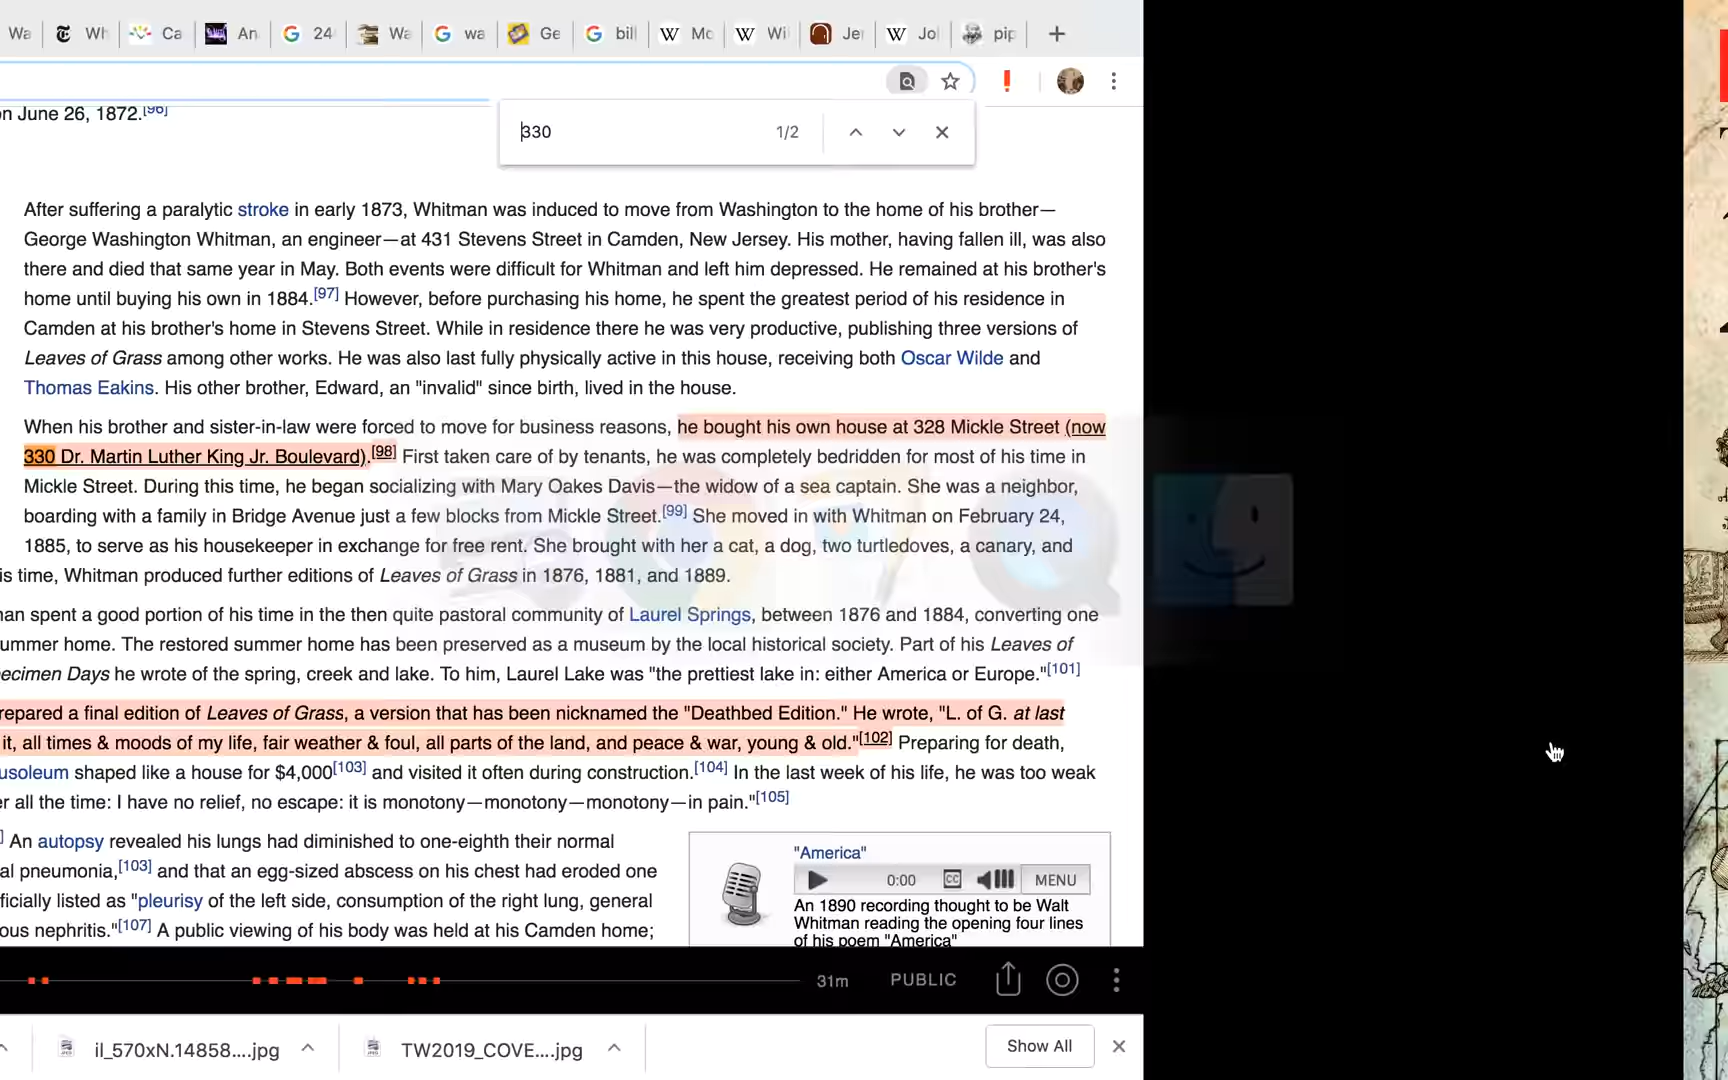 Wa Wh Ca An 24 Wa wa Ge bil Mc Wi Je Jo pip
330 1/2
n June 26, 1872.[96]
After suffering a paralytic stroke in early 1873, Whitman was induced to move from Washington to the home of his brother—
George Washington Whitman, an engineer—at 431 Stevens Street in Camden, New Jersey. His mother, having fallen ill, was also
there and died that same year in May. Both events were difficult for Whitman and left him depressed. He remained at his brother's
home until buying his own in 1884.[97] However, before purchasing his home, he spent the greatest period of his residence in
Camden at his brother's home in Stevens Street. While in residence there he was very productive, publishing three versions of
Leaves of Grass among other works. He was also last fully physically active in this house, receiving both Oscar Wilde and
Thomas Eakins. His other brother, Edward, an "invalid" since birth, lived in the house.
When his brother and sister-in-law were forced to move for business reasons, he bought his own house at 328 Mickle Street (now
330 Dr. Martin Luther King Jr. Boulevard).[98] First taken care of by tenants, he was completely bedridden for most of his time in
Mickle Street. During this time, he began socializing with Mary Oakes Davis—the widow of a sea captain. She was a neighbor,
boarding with a family in Bridge Avenue just a few blocks from Mickle Street.[99] She moved in with Whitman on February 24,
1885, to serve as his housekeeper in exchange for free rent. She brought with her a cat, a dog, two turtledoves, a canary, and
is time, Whitman produced further editions of Leaves of Grass in 1876, 1881, and 1889.
nan spent a good portion of his time in the then quite pastoral community of Laurel Springs, between 1876 and 1884, converting one
ummer home. The restored summer home has been preserved as a museum by the local historical society. Part of his Leaves of
ecimen Days he wrote of the spring, creek and lake. To him, Laurel Lake was "the prettiest lake in: either America or Europe."[101]
repared a final edition of Leaves of Grass, a version that has been nicknamed the "Deathbed Edition." He wrote, "L. of G. at last
it, all times & moods of my life, fair weather & foul, all parts of the land, and peace & war, young & old."[102] Preparing for death,
usoleum shaped like a house for $4,000[103] and visited it often during construction.[104] In the last week of his life, he was too weak
er all the time: I have no relief, no escape: it is monotony—monotony—monotony—in pain."[105]
] An autopsy revealed his lungs had diminished to one-eighth their normal
al pneumonia,[103] and that an egg-sized abscess on his chest had eroded one
ficially listed as "pleurisy of the left side, consumption of the right lung, general
ous nephritis."[107] A public viewing of his body was held at his Camden home;
"America"
0:00 CC MENU
An 1890 recording thought to be Walt
Whitman reading the opening four lines
of his poem "America"
31m PUBLIC
il_570xN.14858....jpg TW2019_COVE....jpg Show All